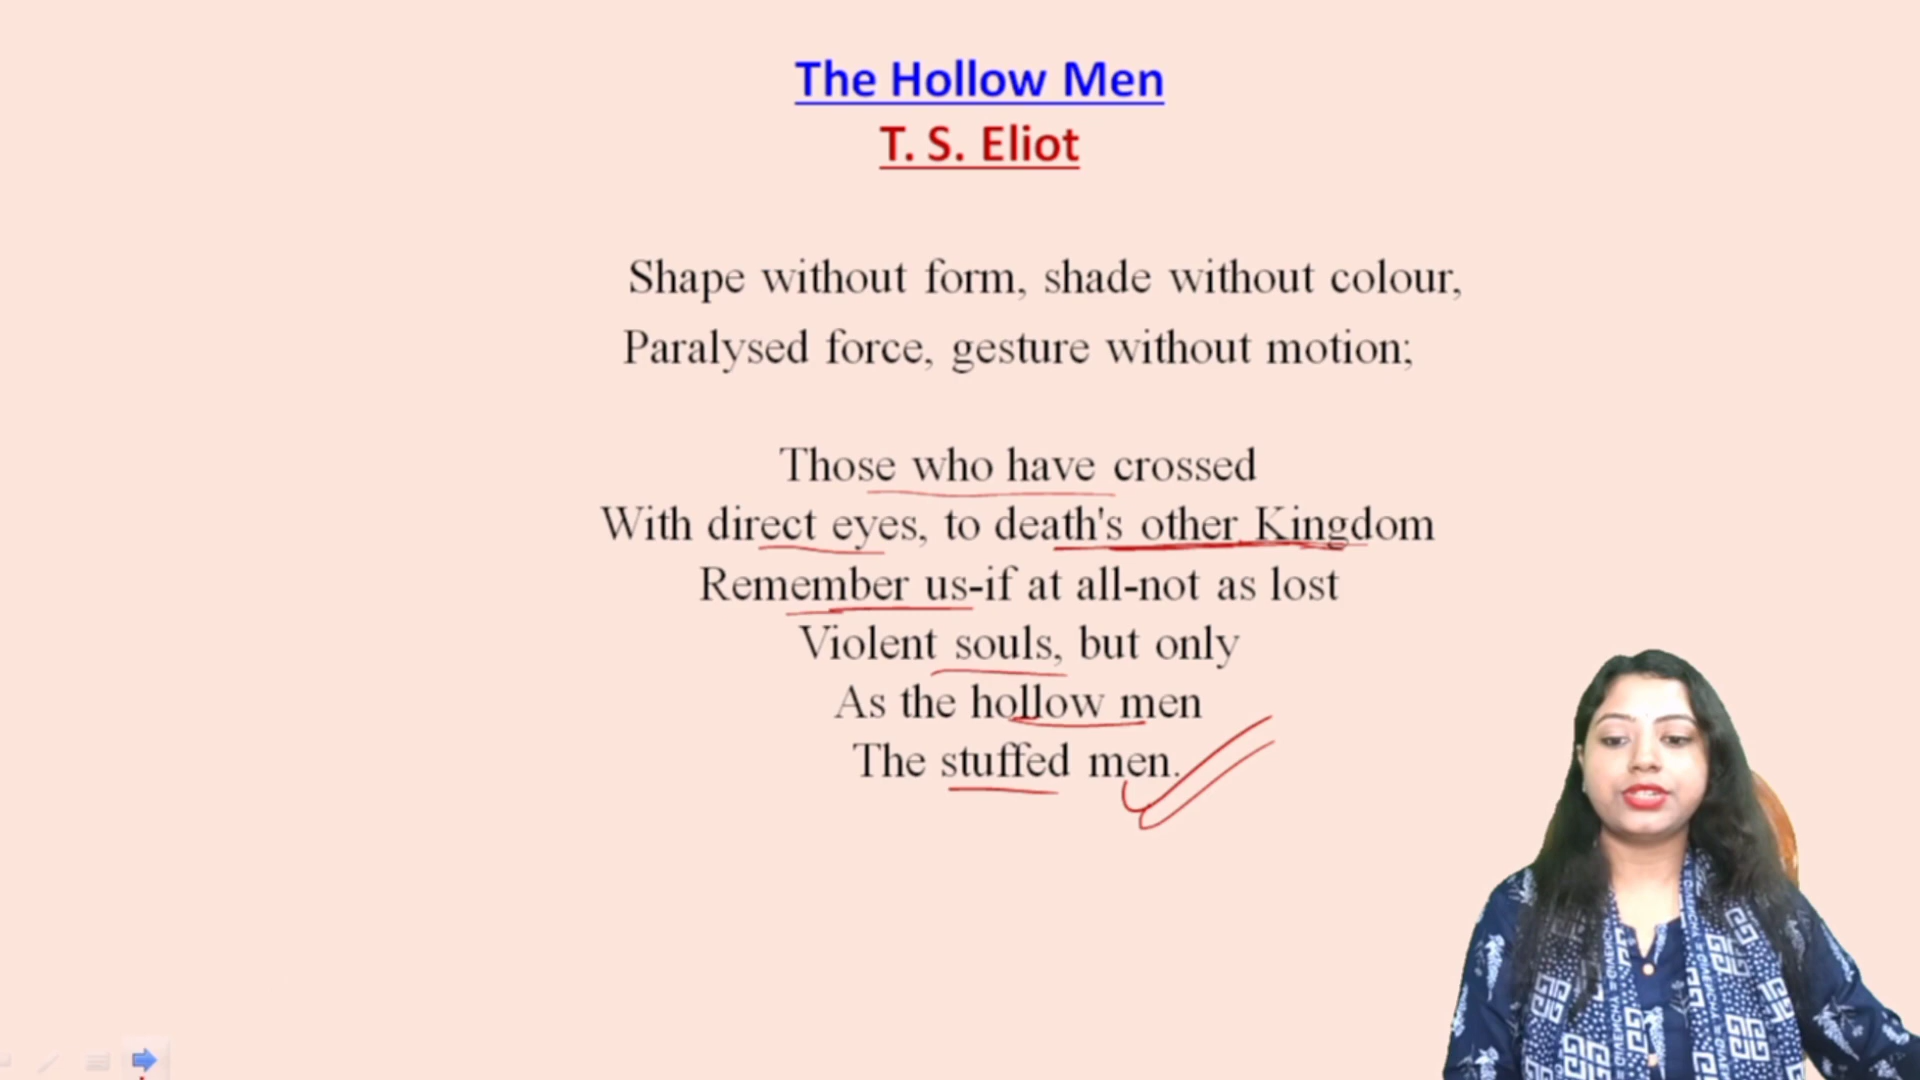 The Hollow Men
T. S. Eliot
Shape without form, shade without colour,
Paralysed force, gesture without motion;
Those who have crossed
With direct eyes, to death's other Kingdom
Remember us-if at all-not as lost
Violent souls, but only
As the hollow men
The stuffed men.